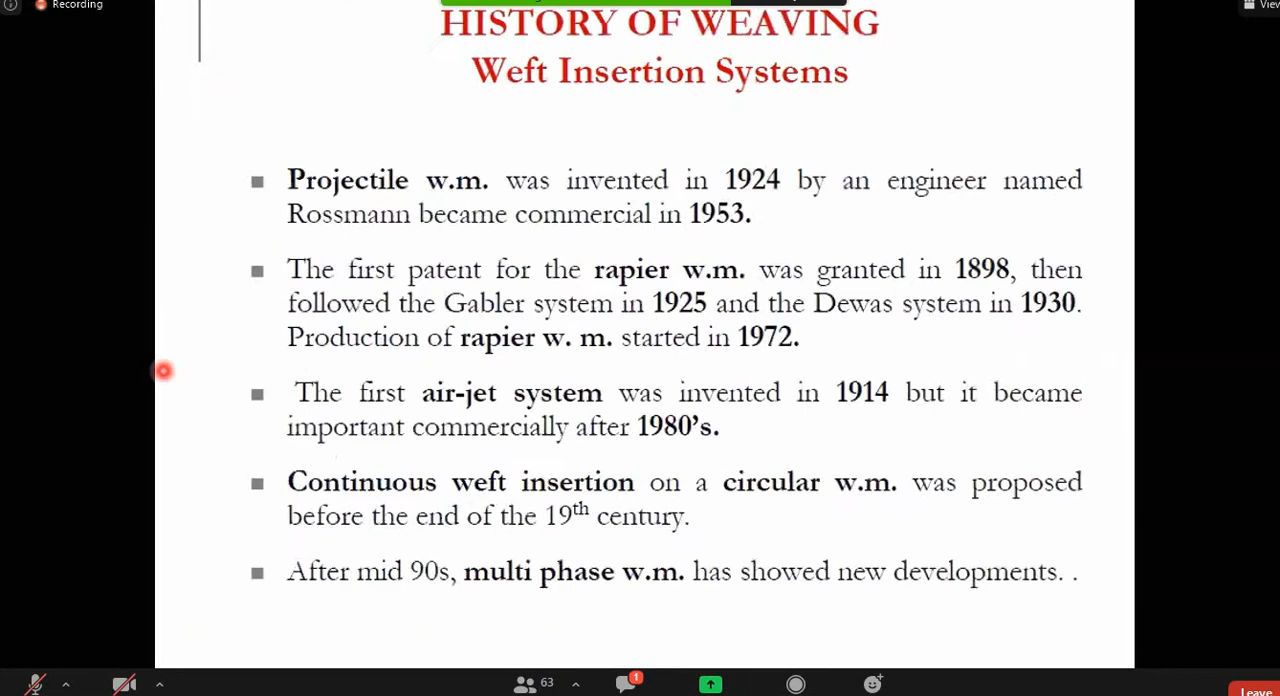 Recording
View
HISTORY OF WEAVING
Weft Insertion Systems
Projectile w.m. was invented in 1924 by an engineer named
Rossmann became commercial in 1953.
The first patent for the rapier w.m. was granted in 1898, then
followed the Gabler system in 1925 and the Dewas system in 1930.
Production of rapier w. m. started in 1972.
The first air-jet system was invented in 1914 but it became
important commercially after 1980’s.
Continuous weft insertion on a circular w.m. was proposed
before the end of the 19th century.
After mid 90s, multi phase w.m. has showed new developments. .
63
1
Leave